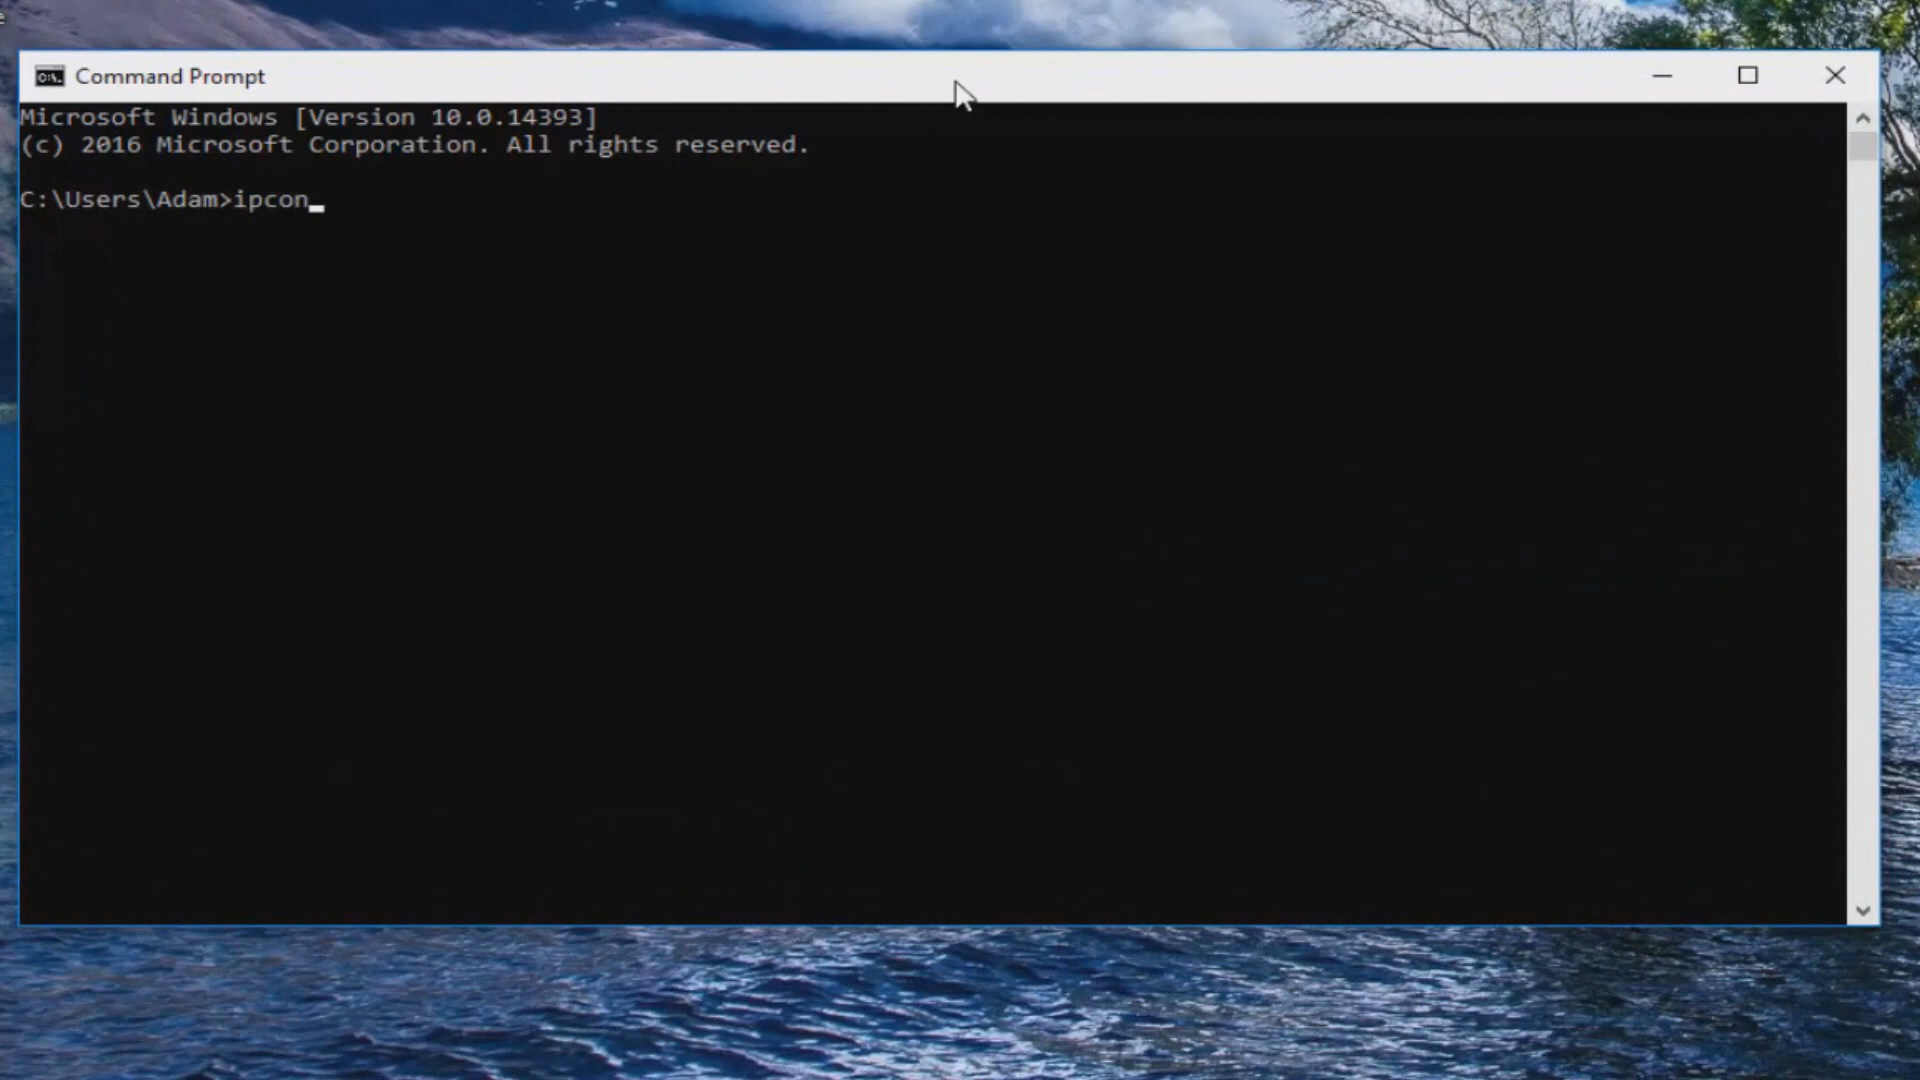 Command Prompt
Microsoft Windows [Version 10.0.14393]
(c) 2016 Microsoft Corporation. All rights reserved.
C:\Users\Adam>ipcon